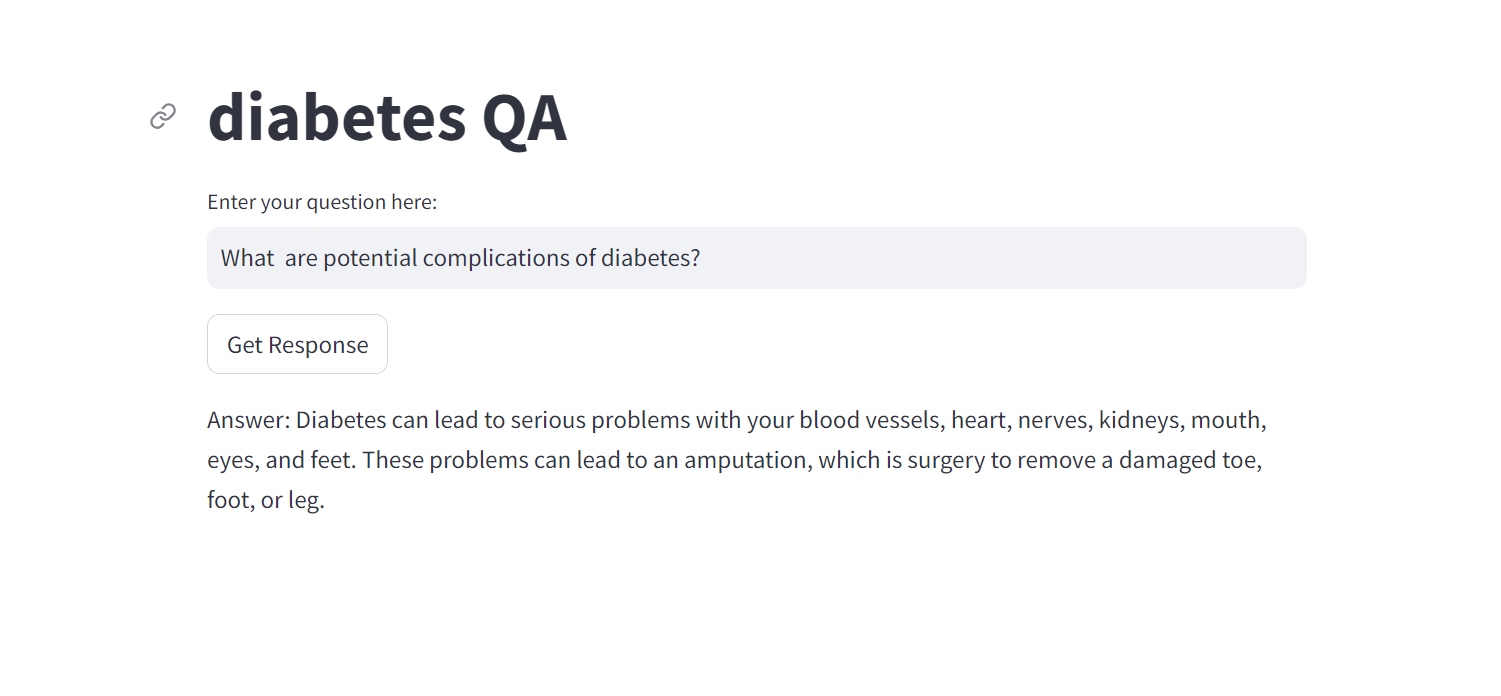 diabetes QA
Enter your question here:
What  are potential complications of diabetes?
Get Response
Answer: Diabetes can lead to serious problems with your blood vessels, heart, nerves, kidneys, mouth,
eyes, and feet. These problems can lead to an amputation, which is surgery to remove a damaged toe,
foot, or leg.